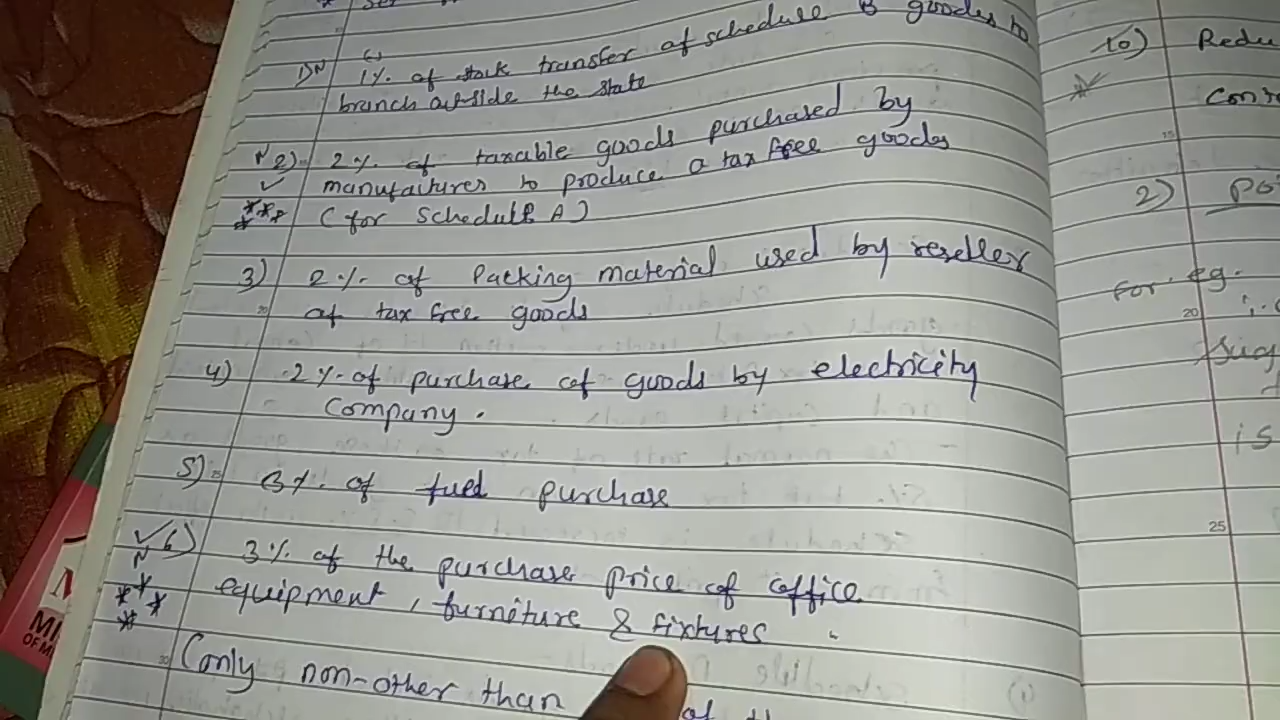 1%. of stock transfer of schedule B goods to
branch outside the state
2) 2%. of taxable goods purchased by
manufactures to produce a tax free goods
(for Schedule A)
3) 2%. of Packing material used by reseller
of tax free goods
4) 2%. of purchase of goods by electricity
Company.
5) 3%. of fuel purchase
6) 3%. of the purchase price of office
equipment, furniture & fixtures.
(only non-other than
10) Redu
2)
for eg.
20
is
25